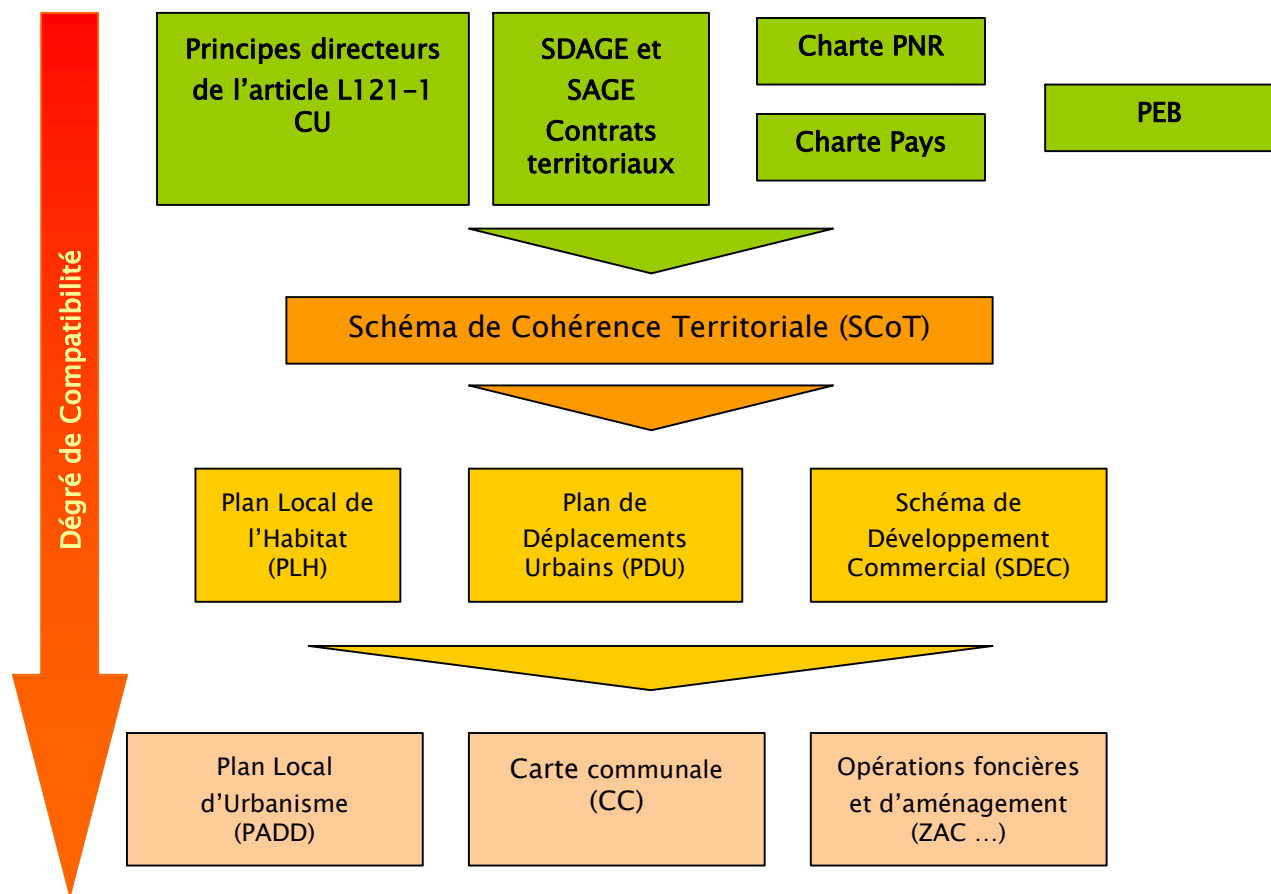 Dégré de Compatibilité
Principes directeurs
de l’article L121-1
CU
SDAGE et
SAGE
Contrats
territoriaux
Charte PNR
Charte Pays
PEB
Schéma de Cohérence Territoriale (SCoT)
Plan Local de
l’Habitat
(PLH)
Plan de
Déplacements
Urbains (PDU)
Schéma de
Développement
Commercial (SDEC)
Plan Local
d’Urbanisme
(PADD)
Carte communale
(CC)
Opérations foncières
et d’aménagement
(ZAC …)